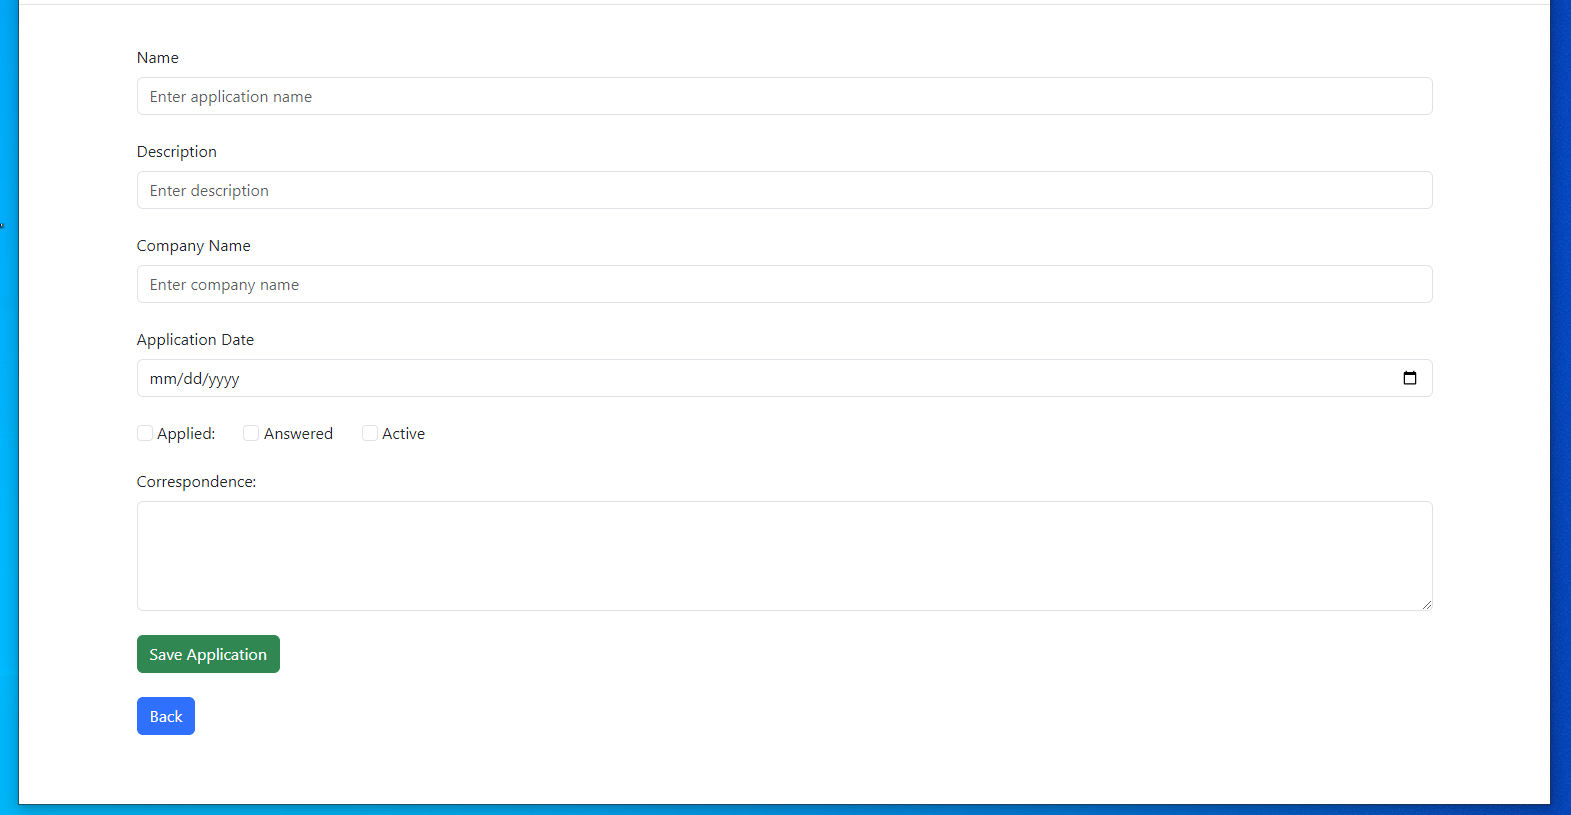 Name
Enter application name
Description
Enter description
Company Name
Enter company name
Application Date
mm/dd/yyyy
Applied: Answered Active
Correspondence:
Save Application
Back